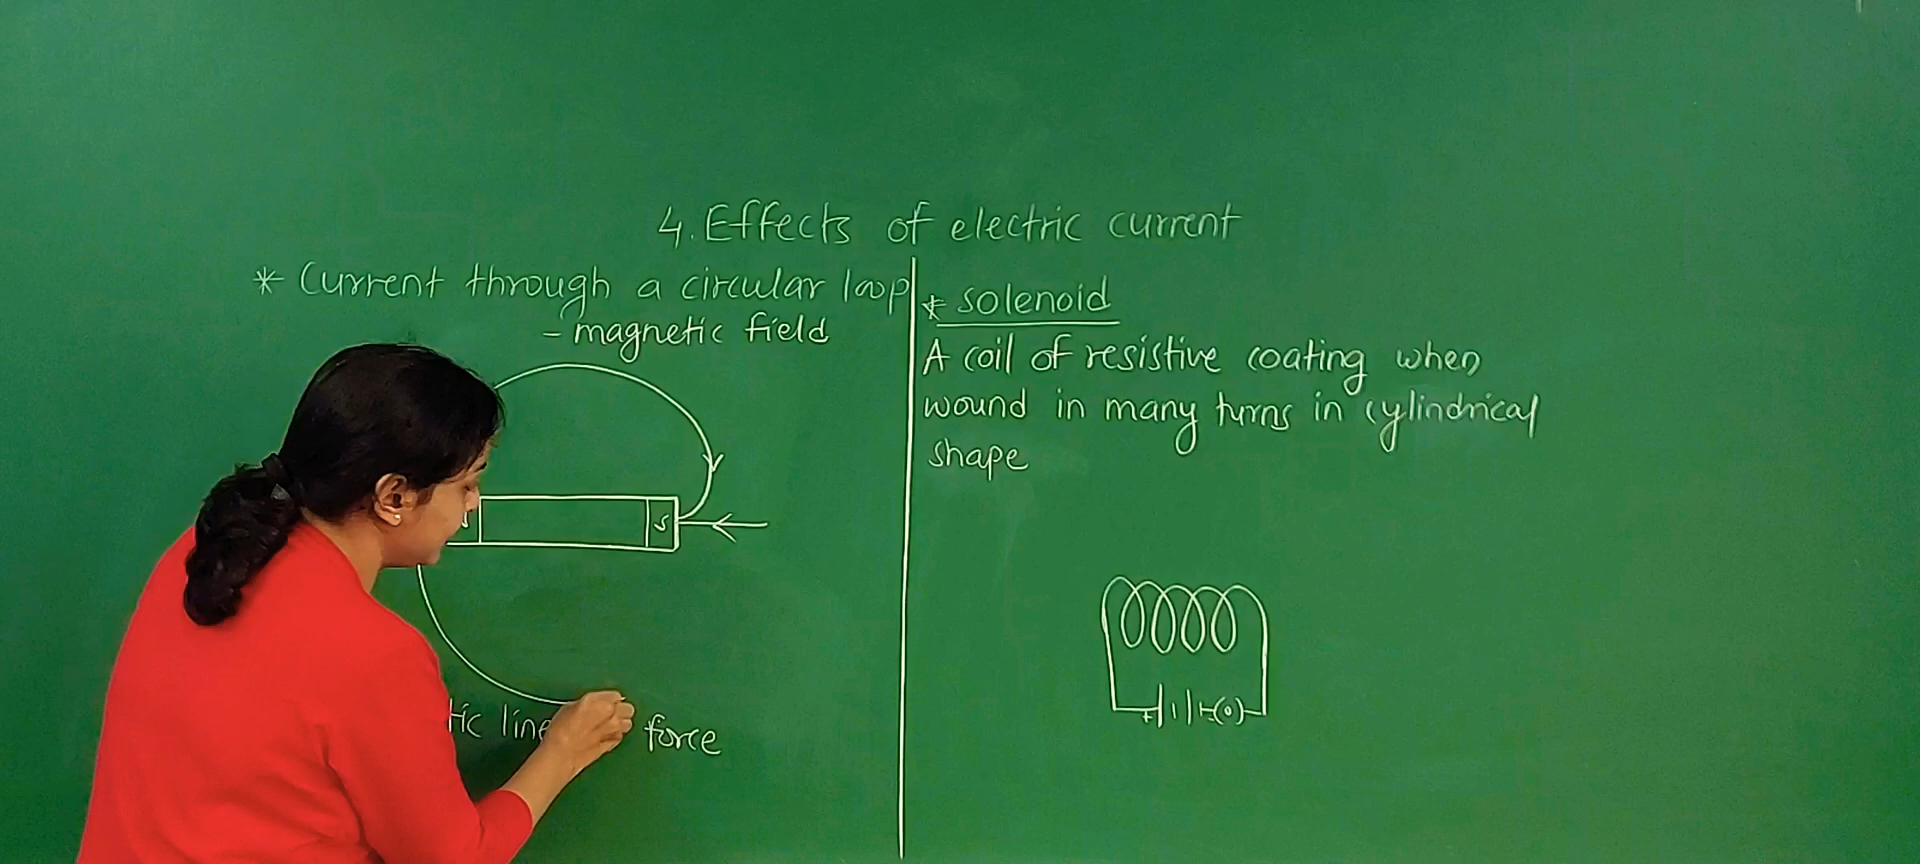 4. Effects of electric current
* Current through a circular loop
- magnetic field
S
force
* solenoid
A coil of resistive coating when
wound in many turns in cylindrical
shape
+ -